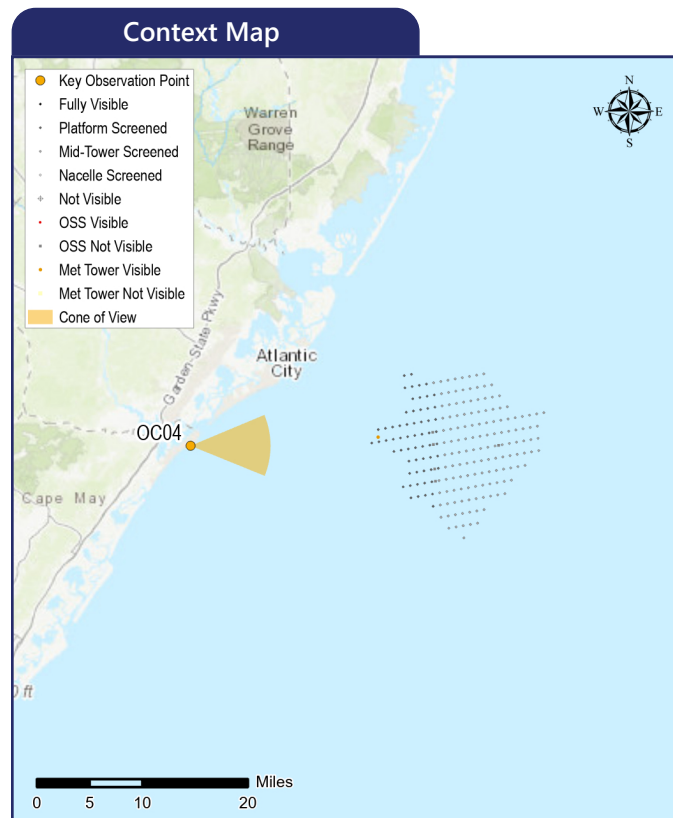 Context Map
Key Observation Point
Fully Visible
Platform Screened
Mid-Tower Screened
Nacelle Screened
Not Visible
OSS Visible
OSS Not Visible
Met Tower Visible
Met Tower Not Visible
Cone of View
N
W E
S
Warren
Grove
Range
Garden State Pkwy
Atlantic
City
OC04
Cape May
0 ft
Miles
0 5 10 20